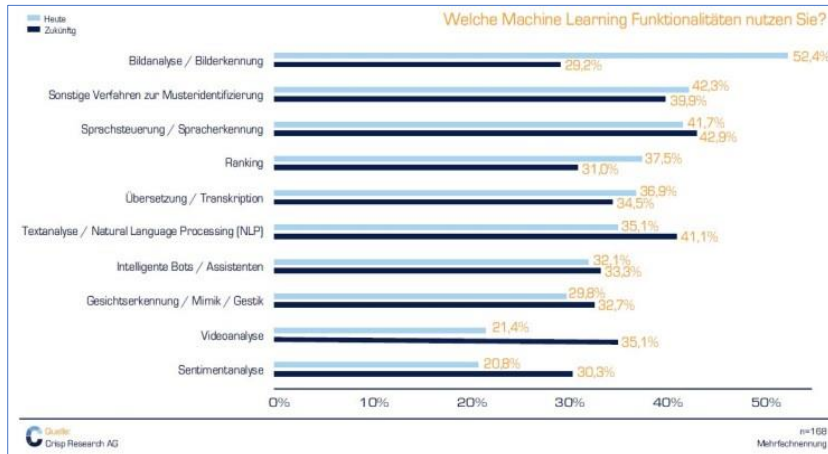 Heute
Zukünftg
Welche Machine Learning Funktionalitäten nutzen Sie?
Bildanalyse / Bilderkennung
52,4%
29,2%
Sonstige Verfahren zur Musteridentifizierung
42,3%
39,9%
Sprachsteuerung / Spracherkennung
41,7%
42,9%
Ranking
37,5%
31,0%
Übersetzung / Transkription
36,9%
34,5%
Textanalyse / Natural Language Processing (NLP)
35,1%
41,1%
Intelligente Bots / Assistenten
32,1%
33,3%
Gesichtserkennung / Mimik / Gestik
29,8%
32,7%
Videoanalyse
21,4%
35,1%
Sentimentanalyse
20,8%
30,3%
0% 10% 20% 30% 40% 50%
Quelle:
Crisp Research AG
n=168
Mehrfachnennung